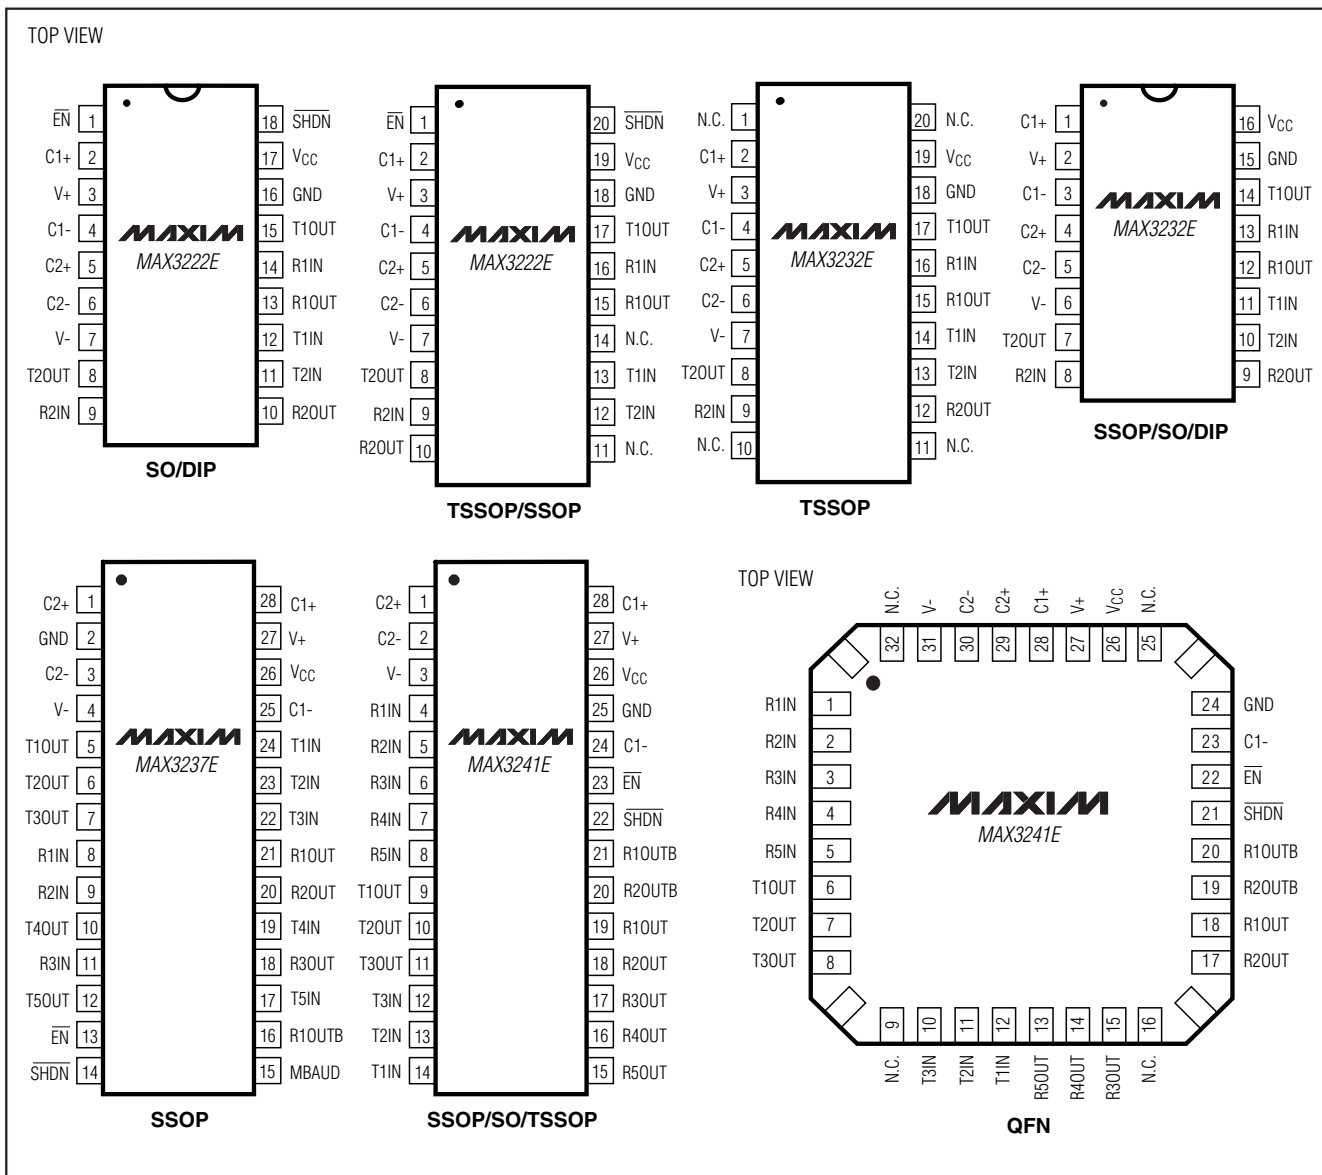 TOP VIEW
E̅N̅ 1
C1+ 2
V+ 3
C1- 4
C2+ 5
C2- 6
V- 7
T2OUT 8
R2IN 9
MAXIM
MAX3222E
18 S̅H̅D̅N̅
17 VCC
16 GND
15 T1OUT
14 R1IN
13 R1OUT
12 T1IN
11 T2IN
10 R2OUT
SO/DIP
E̅N̅ 1
C1+ 2
V+ 3
C1- 4
C2+ 5
C2- 6
V- 7
T2OUT 8
R2IN 9
R2OUT 10
MAXIM
MAX3222E
20 S̅H̅D̅N̅
19 VCC
18 GND
17 T1OUT
16 R1IN
15 R1OUT
14 N.C.
13 T1IN
12 T2IN
11 N.C.
TSSOP/SSOP
N.C. 1
C1+ 2
V+ 3
C1- 4
C2+ 5
C2- 6
V- 7
T2OUT 8
R2IN 9
N.C. 10
MAXIM
MAX3232E
20 N.C.
19 VCC
18 GND
17 T1OUT
16 R1IN
15 R1OUT
14 T1IN
13 T2IN
12 R2OUT
11 N.C.
TSSOP
C1+ 1
V+ 2
C1- 3
C2+ 4
C2- 5
V- 6
T2OUT 7
R2IN 8
MAXIM
MAX3232E
16 VCC
15 GND
14 T1OUT
13 R1IN
12 R1OUT
11 T1IN
10 T2IN
9 R2OUT
SSOP/SO/DIP
C2+ 1
GND 2
C2- 3
V- 4
T1OUT 5
T2OUT 6
T3OUT 7
R1IN 8
R2IN 9
T4OUT 10
R3IN 11
T5OUT 12
E̅N̅ 13
S̅H̅D̅N̅ 14
MAXIM
MAX3237E
28 C1+
27 V+
26 VCC
25 C1-
24 T1IN
23 T2IN
22 T3IN
21 R1OUT
20 R2OUT
19 T4IN
18 R3OUT
17 T5IN
16 R1OUTB
15 MBAUD
SSOP
C2+ 1
C2- 2
V- 3
R1IN 4
R2IN 5
R3IN 6
R4IN 7
R5IN 8
T1OUT 9
T2OUT 10
T3OUT 11
T3IN 12
T2IN 13
T1IN 14
MAXIM
MAX3241E
28 C1+
27 V+
26 VCC
25 GND
24 C1-
23 E̅N̅
22 S̅H̅D̅N̅
21 R1OUTB
20 R2OUTB
19 R1OUT
18 R2OUT
17 R3OUT
16 R4OUT
15 R5OUT
SSOP/SO/TSSOP
TOP VIEW
N.C. V- C2- C2+ C1+ V+ VCC N.C.
32 31 30 29 28 27 26 25
R1IN 1
R2IN 2
R3IN 3
R4IN 4
R5IN 5
T1OUT 6
T2OUT 7
T3OUT 8
MAXIM
MAX3241E
24 GND
23 C1-
22 E̅N̅
21 S̅H̅D̅N̅
20 R1OUTB
19 R2OUTB
18 R1OUT
17 R2OUT
9 10 11 12 13 14 15 16
N.C. T3IN T2IN T1IN R5OUT R4OUT R3OUT N.C.
QFN